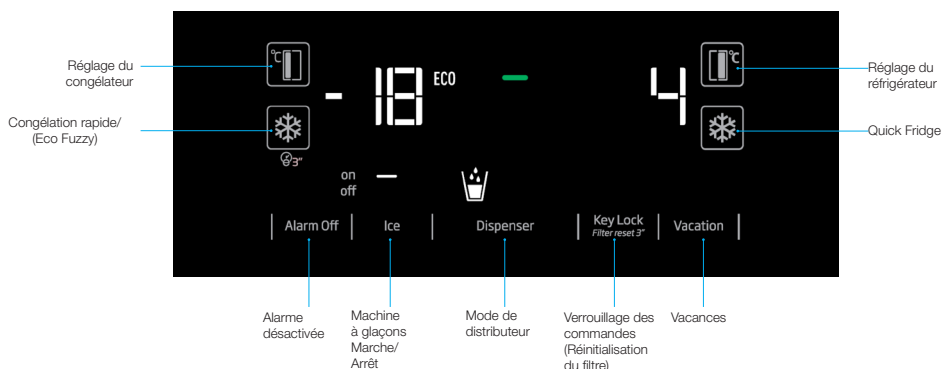 Réglage du
congélateur
Congélation rapide/
(Eco Fuzzy)
°C
- 18
ECO
4
°C
3"
on
off
Alarm Off
Ice
Dispenser
Key Lock
Filter reset 3"
Vacation
Réglage du
réfrigérateur
Quick Fridge
Alarme
désactivée
Machine
à glaçons
Marche/
Arrêt
Mode de
distributeur
Verrouillage des
commandes
(Réinitialisation
du filtre)
Vacances